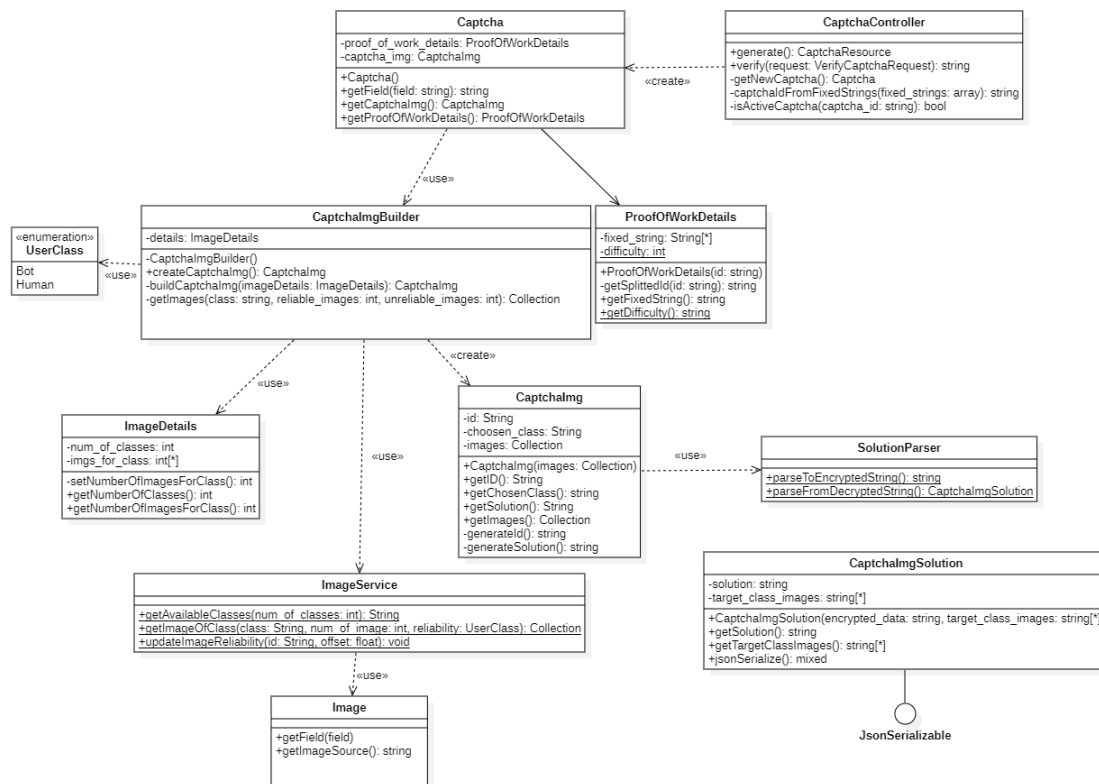 Captcha
-proof_of_work_details: ProofOfWorkDetails
-captcha_img: CaptchaImg
+Captcha()
+getField(field: string): string
+getCaptchaImg(): CaptchaImg
+getProofOfWorkDetails(): ProofOfWorkDetails
CaptchaController
+generate(): CaptchaResource
+verify(request: VerifyCaptchaRequest): string
-getNewCaptcha(): Captcha
-captchaIdFromFixedStrings(fixed_strings: array): string
-isActiveCaptcha(captcha_id: string): bool
«create»
«use»
CaptchaImgBuilder
-details: ImageDetails
-CaptchaImgBuilder()
+createCaptchaImg(): CaptchaImg
-buildCaptchaImg(imageDetails: ImageDetails): CaptchaImg
-getImages(class: string, reliable_images: int, unreliable_images: int): Collection
ProofOfWorkDetails
-fixed_string: String[*]
-difficulty: int
+ProofOfWorkDetails(id: string)
-getSplittedId(id: string): string
+getFixedString(): string
+getDifficulty(): string
«enumeration»
UserClass
Bot
Human
«use»
«create»
«use»
«use»
ImageDetails
-num_of_classes: int
-imgs_for_class: int[*]
-setNumberOfImagesForClass(): int
+getNumberOfClasses(): int
+getNumberOfImagesForClass(): int
CaptchaImg
-id: String
-choosen_class: String
-images: Collection
+CaptchaImg(images: Collection)
+getID(): String
+getChosenClass(): string
+getSolution(): String
+getImages(): Collection
-generateId(): string
-generateSolution(): string
«use»
SolutionParser
+parseToEncryptedString(): string
+parseFromDecryptedString(): CaptchaImgSolution
CaptchaImgSolution
-solution: string
-target_class_images: string[*]
+CaptchaImgSolution(encrypted_data: string, target_class_images: string[*]
+getSolution(): string
+getTargetClassImages(): string[*]
+jsonSerialize(): mixed
JsonSerializable
ImageService
+getAvailableClasses(num_of_classes: int): String
+getImageOfClass(class: String, num_of_image: int, reliability: UserClass): Collection
+updateImageReliability(id: String, offset: float): void
«use»
Image
+getField(field)
+getImageSource(): string